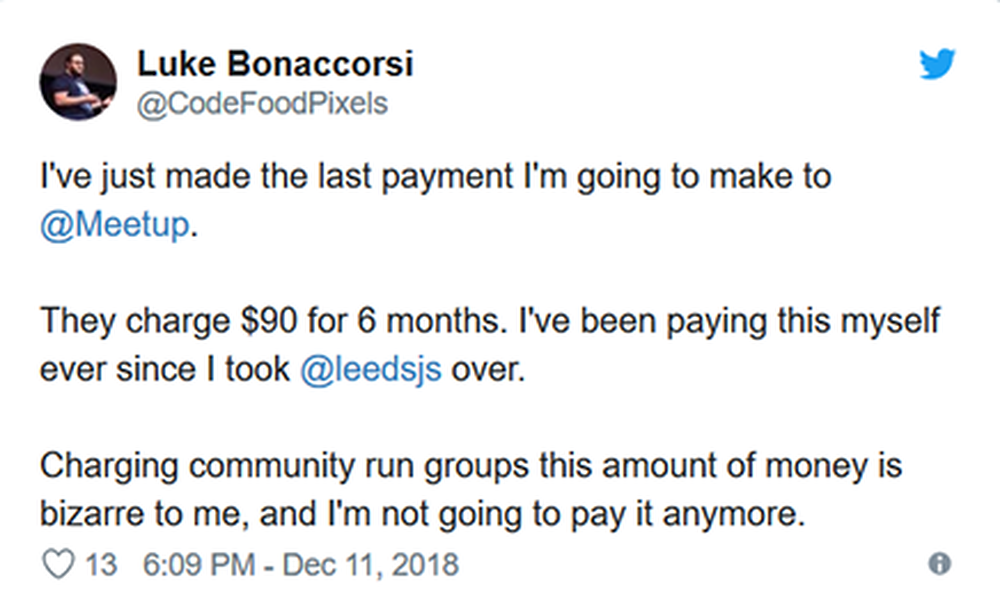 Luke Bonaccorsi
@CodeFoodPixels
I've just made the last payment I'm going to make to
@Meetup.
They charge $90 for 6 months. I've been paying this myself
ever since I took @leedsjs over.
Charging community run groups this amount of money is
bizarre to me, and I'm not going to pay it anymore.
13 6:09 PM - Dec 11, 2018